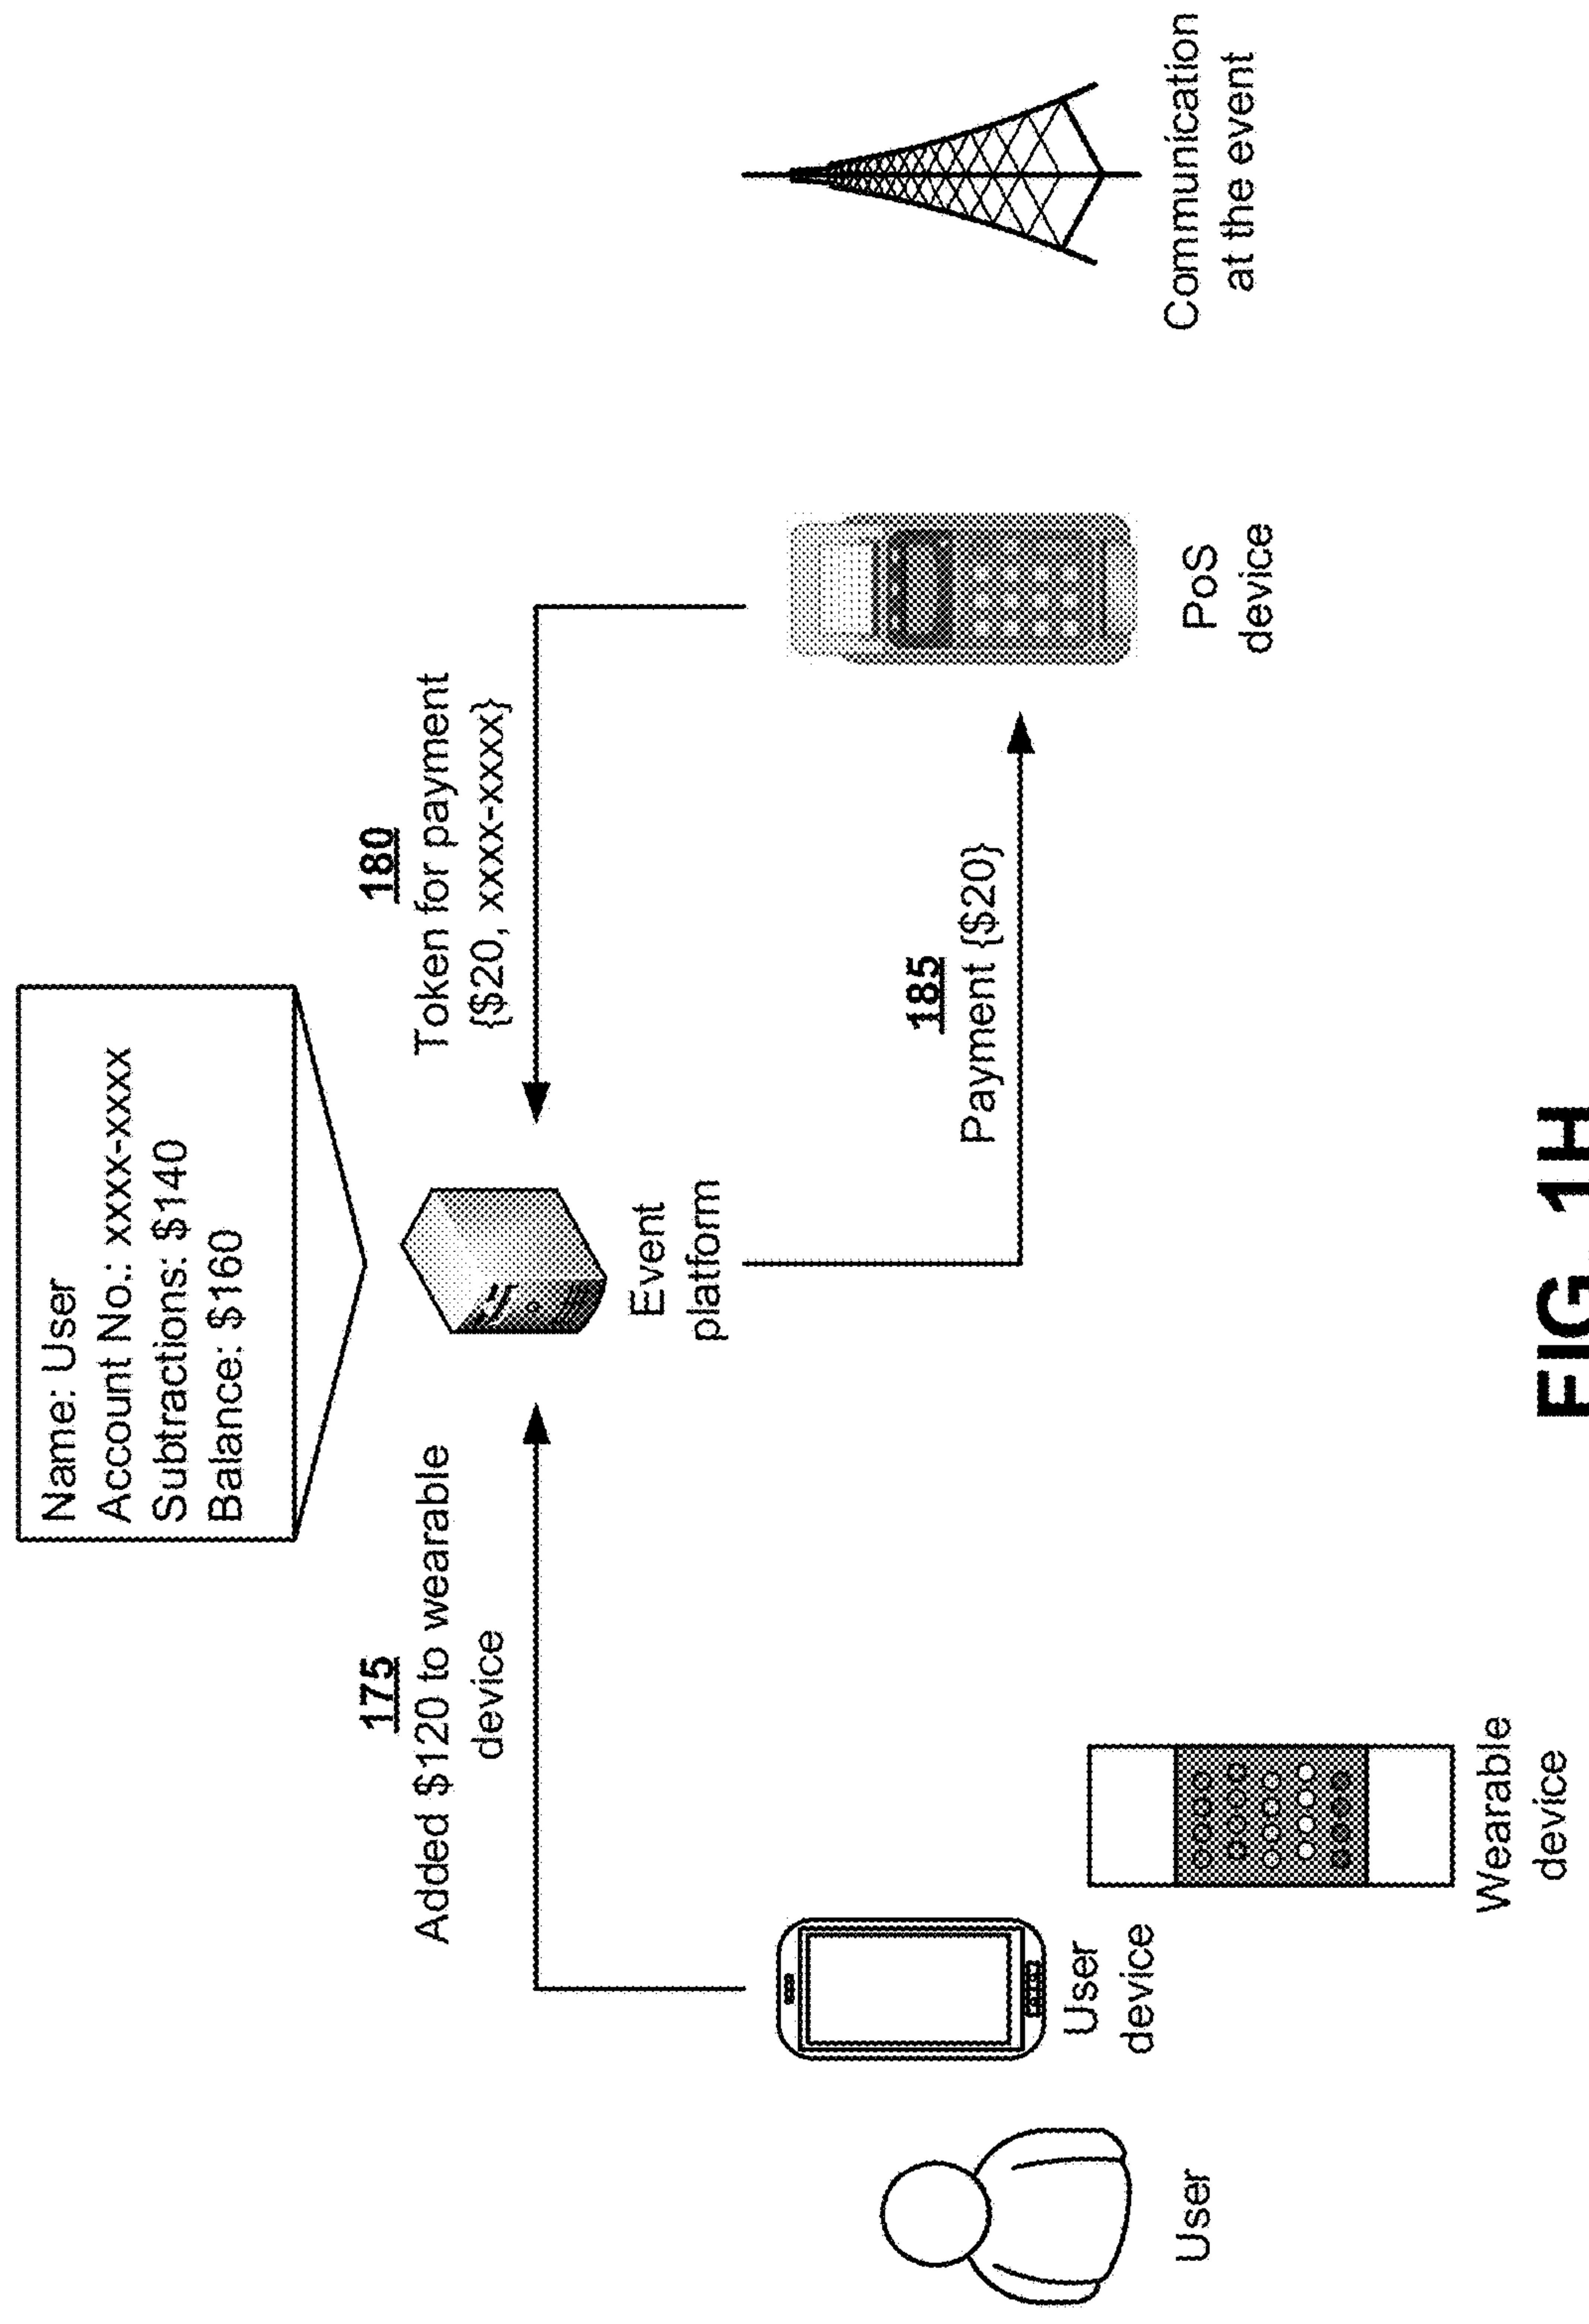 Name: User
Account No.: xxxx-xxxx
Subtractions: $140
Balance: $160
175
Added $120 to wearable
device
180
Token for payment
{$20, xxxx-xxxx}
Event
platform
185
Payment {$20}
User
User
device
Wearable
device
PoS
device
Communication
at the event
FIG. 1H